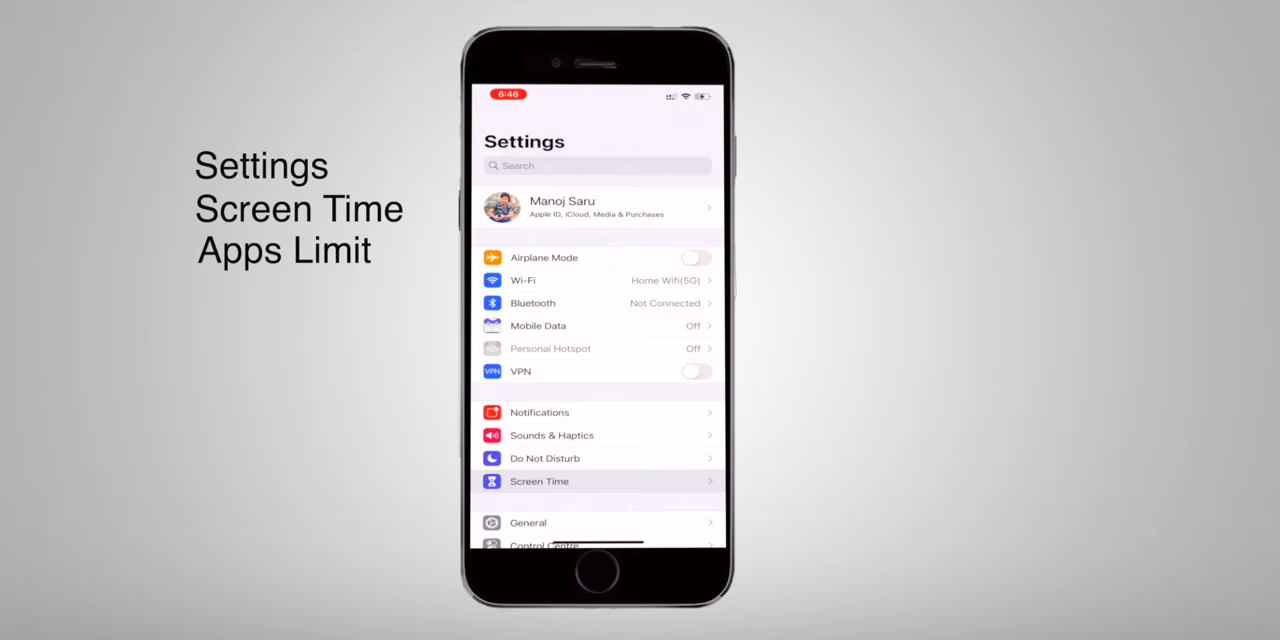 Settings
Screen Time
Apps Limit
6:46
Settings
Search
Manoj Saru
Apple ID, iCloud, Media & Purchases
Airplane Mode
Wi-Fi Home Wifi(5G)
Bluetooth Not Connected
Mobile Data Off
Personal Hotspot Off
VPN VPN
Notifications
Sounds & Haptics
Do Not Disturb
Screen Time
General
Control Centre